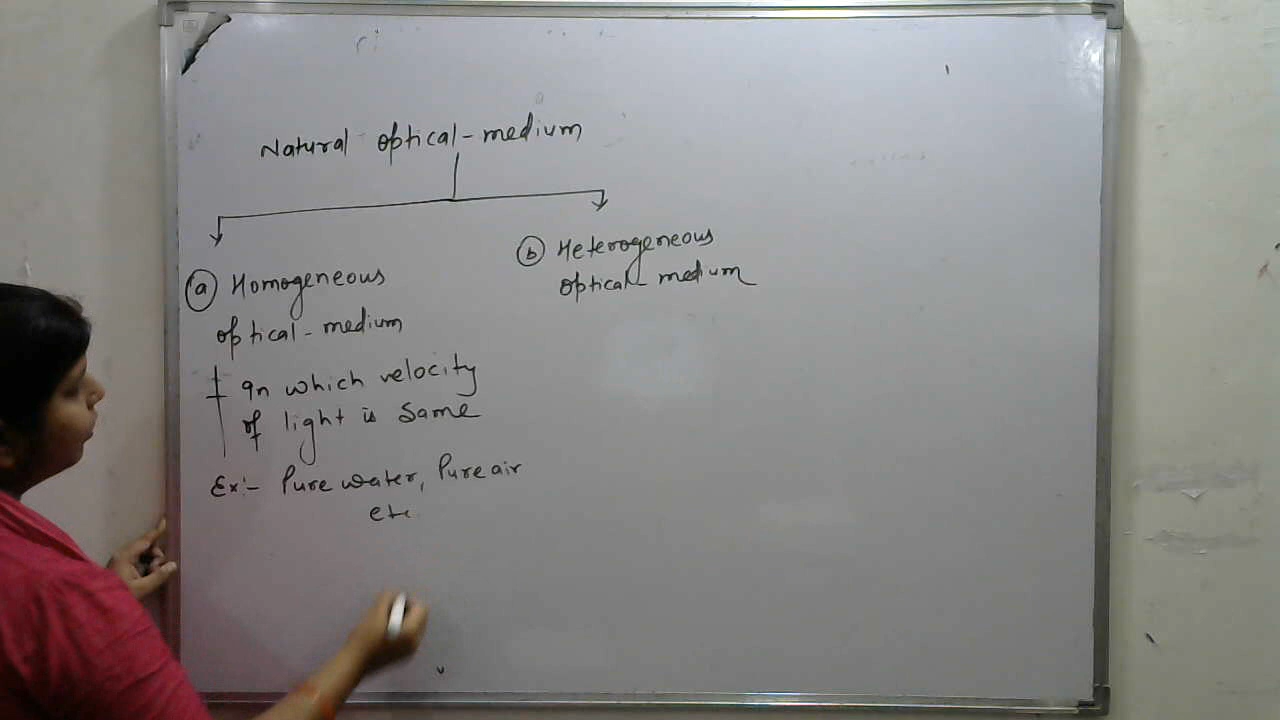 Natural optical-medium
(a) Homogeneous
optical-medium
In which velocity
of light is same
Ex:- Pure water, Pure air
etc
(b) Heterogeneous
optical medium